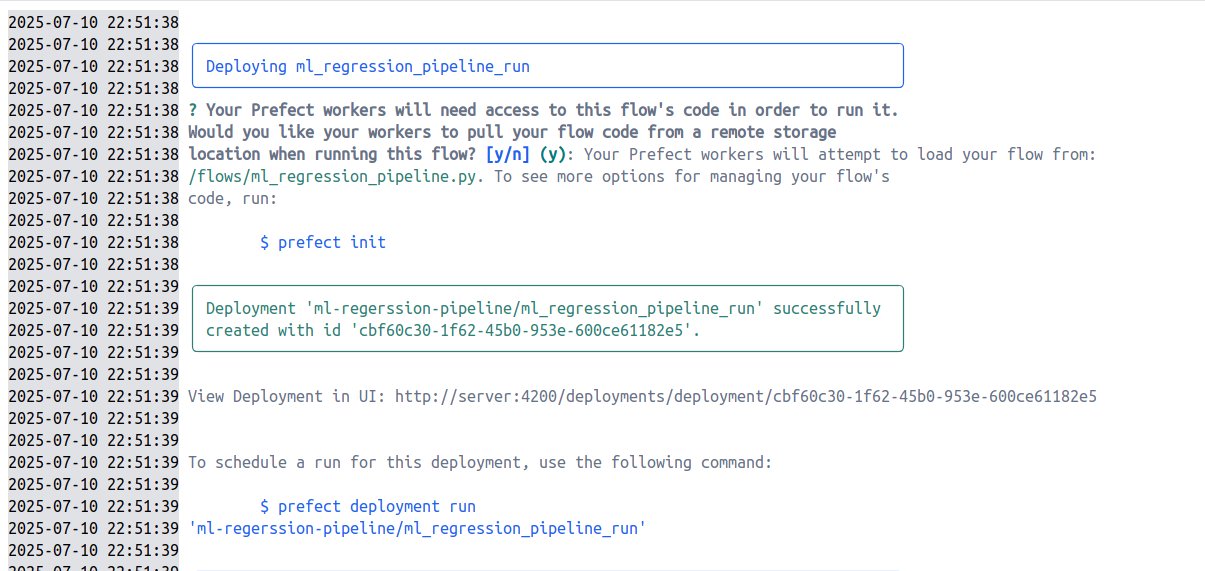 2025-07-10 22:51:38
2025-07-10 22:51:38
2025-07-10 22:51:38 Deploying ml_regression_pipeline_run
2025-07-10 22:51:38
2025-07-10 22:51:38 ? Your Prefect workers will need access to this flow's code in order to run it.
2025-07-10 22:51:38 Would you like your workers to pull your flow code from a remote storage
2025-07-10 22:51:38 location when running this flow? [y/n] (y): Your Prefect workers will attempt to load your flow from:
2025-07-10 22:51:38 /flows/ml_regression_pipeline.py. To see more options for managing your flow's
2025-07-10 22:51:38 code, run:
2025-07-10 22:51:38
2025-07-10 22:51:38 $ prefect init
2025-07-10 22:51:38
2025-07-10 22:51:39
2025-07-10 22:51:39 Deployment 'ml-regerssion-pipeline/ml_regression_pipeline_run' successfully
2025-07-10 22:51:39 created with id 'cbf60c30-1f62-45b0-953e-600ce61182e5'.
2025-07-10 22:51:39
2025-07-10 22:51:39
2025-07-10 22:51:39 View Deployment in UI: http://server:4200/deployments/deployment/cbf60c30-1f62-45b0-953e-600ce61182e5
2025-07-10 22:51:39
2025-07-10 22:51:39
2025-07-10 22:51:39 To schedule a run for this deployment, use the following command:
2025-07-10 22:51:39
2025-07-10 22:51:39 $ prefect deployment run
2025-07-10 22:51:39 'ml-regerssion-pipeline/ml_regression_pipeline_run'
2025-07-10 22:51:39
2025-07-10 22:51:39